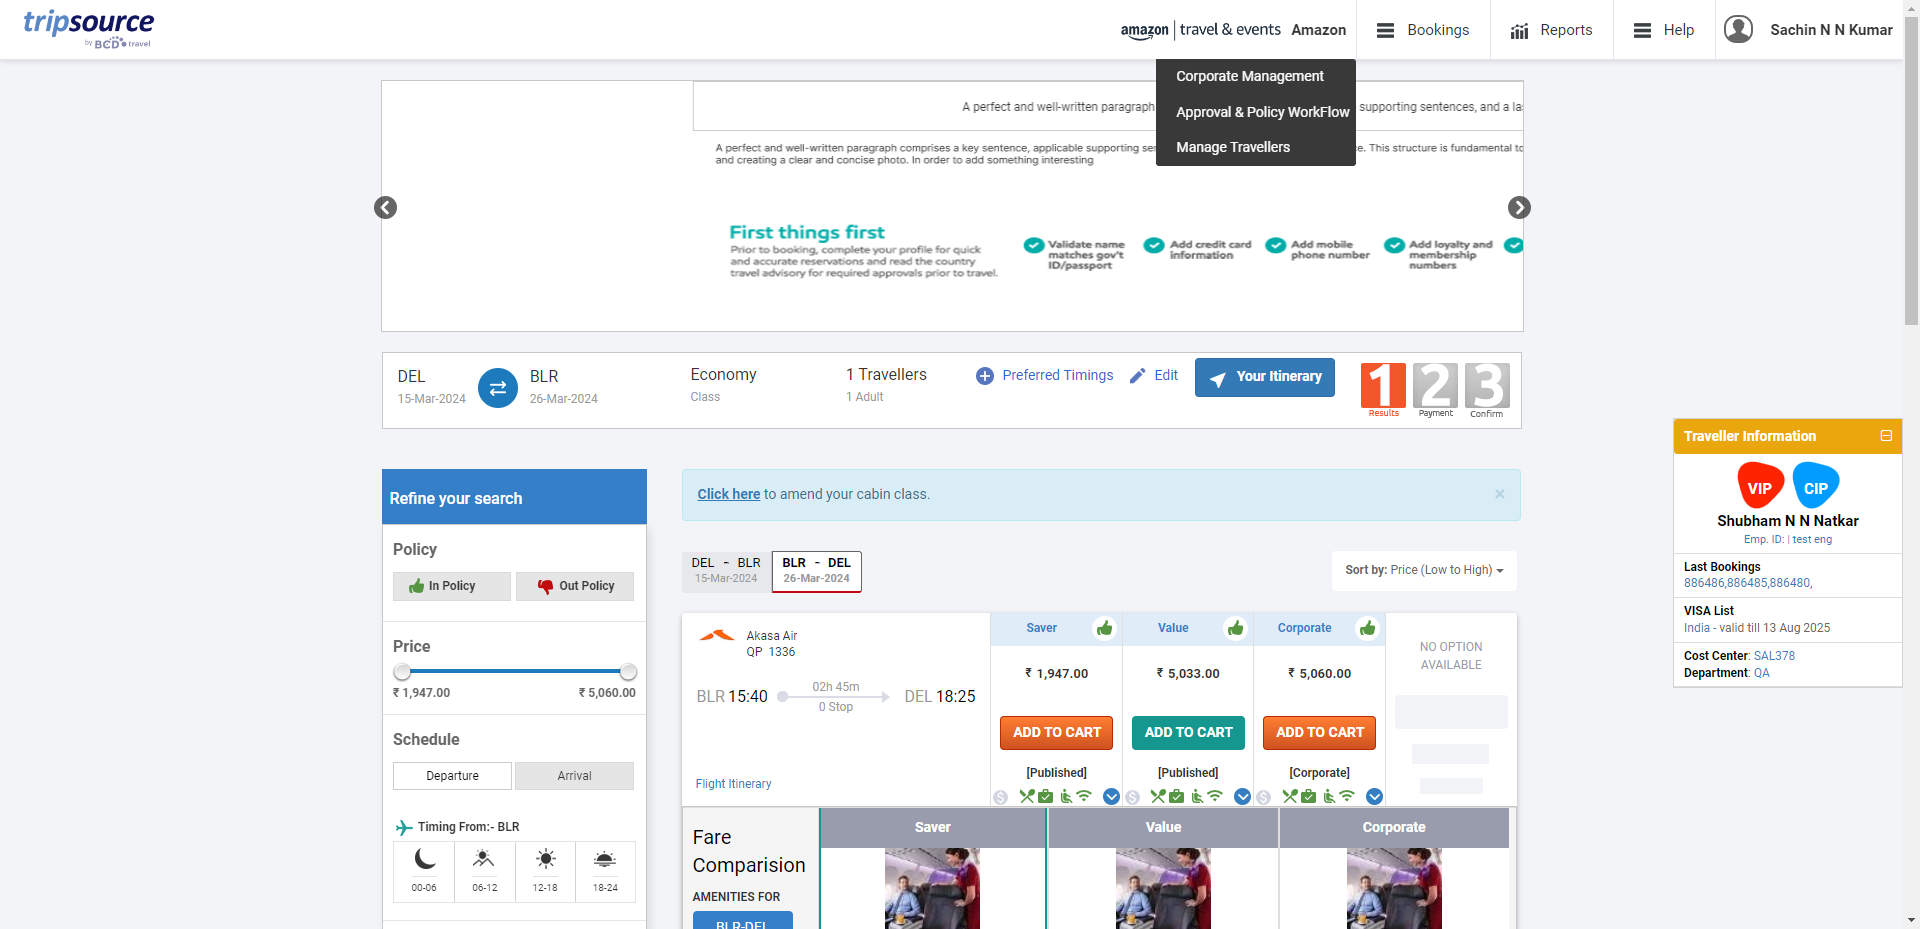 tripsource
by BCD travel
amazon travel & events Amazon
Bookings
Reports
Help
Sachin N N Kumar
Corporate Management
Approval & Policy WorkFlow
Manage Travellers
A perfect and well-written paragraph supporting sentences, and a
A perfect and well-written paragraph comprises a key sentence, applicable supporting This structure is fundamental
and creating a clear and concise photo. In order to add something interesting
First things first
Prior to booking, complete your profile for quick
and accurate reservations and read the country
travel advisory for required approvals prior to travel.
Validate name
matches gov't
ID/passport
Add credit card
information
Add mobile
phone number
Add loyalty and
membership
numbers
DEL
15-Mar-2024
BLR
26-Mar-2024
Economy
Class
1 Travellers
1 Adult
Preferred Timings
Edit
Your Itinerary
1
Results
2
Payment
3
Confirm
Traveller Information
VIP
CIP
Shubham N N Natkar
Emp. ID: | test eng
Last Bookings
886486,886485,886480,
VISA List
India - valid till 13 Aug 2025
Cost Center: SAL378
Department: QA
Refine your search
Policy
In Policy
Out Policy
Price
₹ 1,947.00
₹ 5,060.00
Schedule
Departure
Arrival
Timing From:- BLR
00-06
06-12
12-18
18-24
Click here to amend your cabin class.
×
DEL - BLR
15-Mar-2024
BLR - DEL
26-Mar-2024
Sort by: Price (Low to High)
Akasa Air
QP 1336
BLR 15:40
02h 45m
0 Stop
DEL 18:25
Flight Itinerary
Saver
₹ 1,947.00
ADD TO CART
[Published]
Value
₹ 5,033.00
ADD TO CART
[Published]
Corporate
₹ 5,060.00
ADD TO CART
[Corporate]
NO OPTION
AVAILABLE
Fare
Comparision
AMENITIES FOR
BLR-DEL
Saver
Value
Corporate